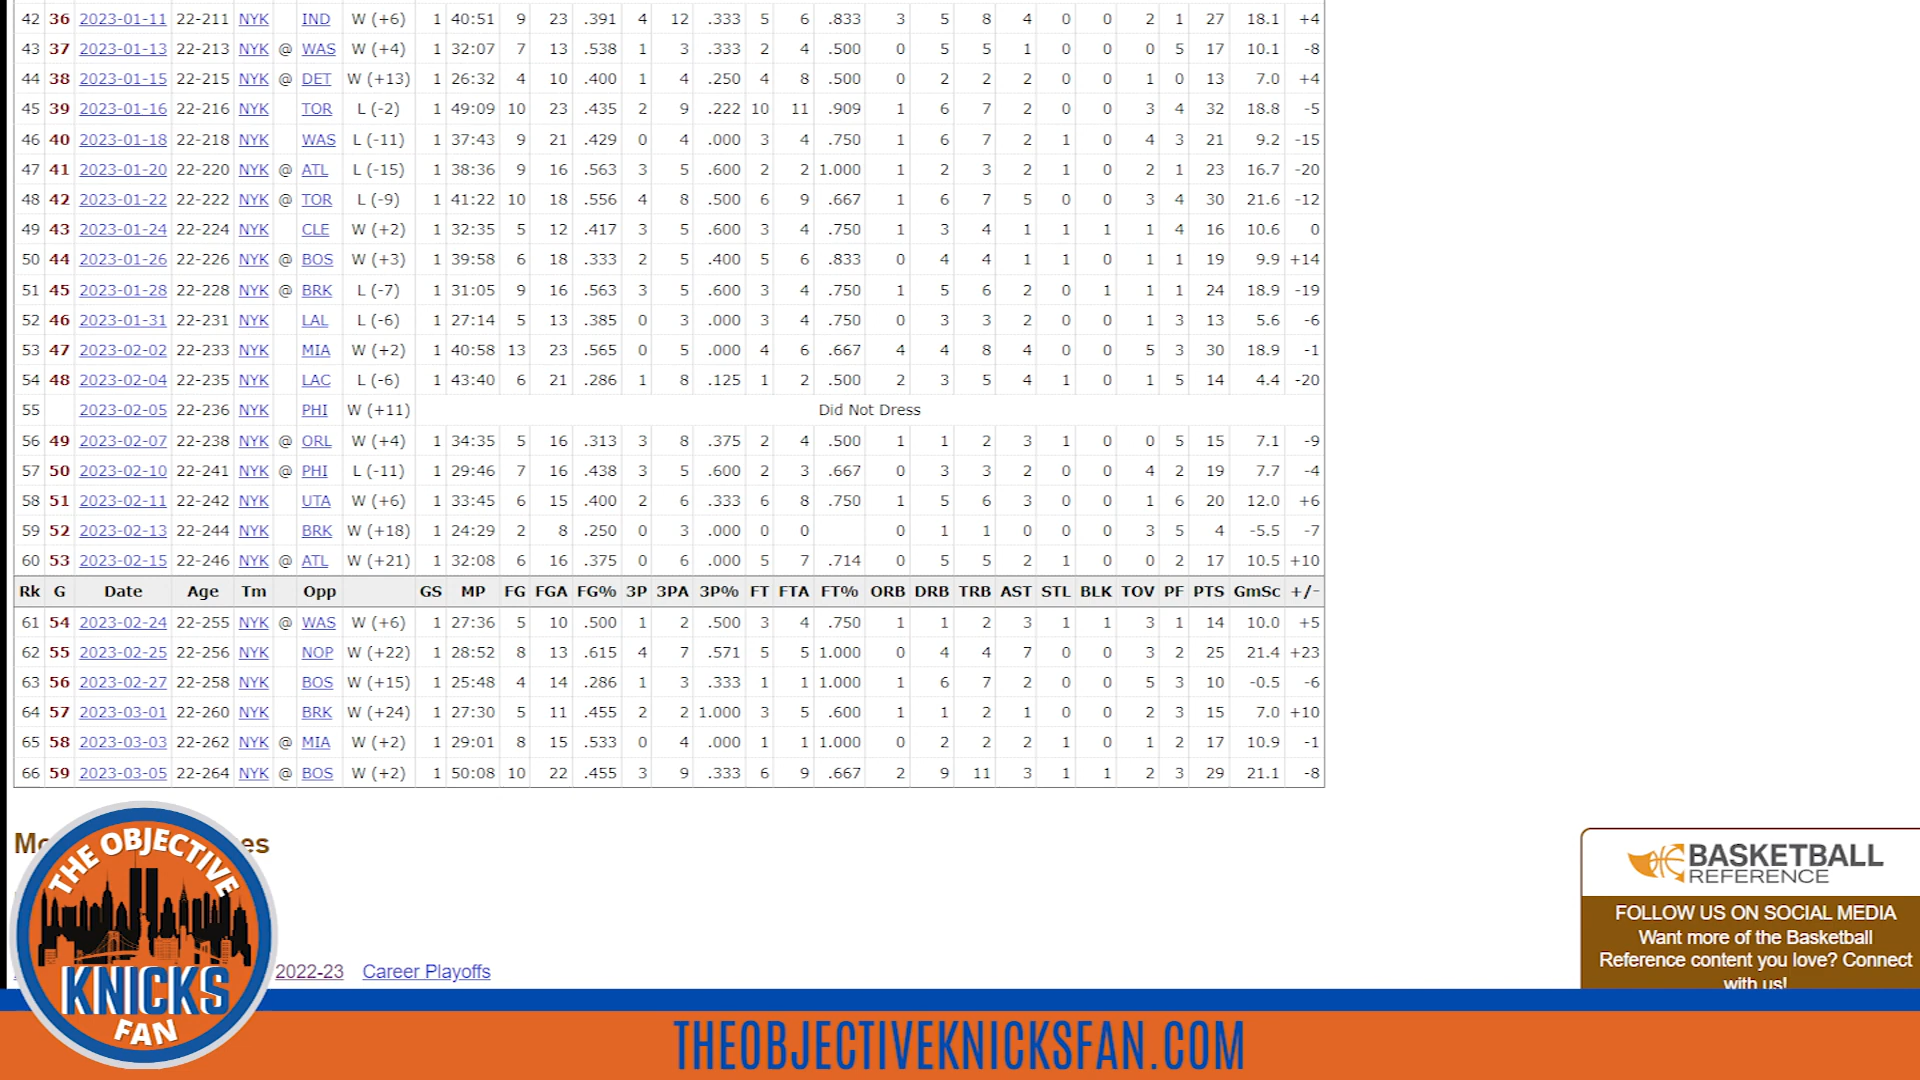 42 36 2023-01-11 22-211 NYK IND W (+6) 1 40:51 9 23 .391 4 12 .333 5 6 .833 3 5 8 4 0 0 2 1 27 18.1 +4
43 37 2023-01-13 22-213 NYK @ WAS W (+4) 1 32:07 7 13 .538 1 3 .333 2 4 .500 0 5 5 1 0 0 0 5 17 10.1 -8
44 38 2023-01-15 22-215 NYK @ DET W (+13) 1 26:32 4 10 .400 1 4 .250 4 8 .500 0 2 2 2 0 0 1 0 13 7.0 +4
45 39 2023-01-16 22-216 NYK TOR L (-2) 1 49:09 10 23 .435 2 9 .222 10 11 .909 1 6 7 2 0 0 3 4 32 18.8 -5
46 40 2023-01-18 22-218 NYK WAS L (-11) 1 37:43 9 21 .429 0 4 .000 3 4 .750 1 6 7 2 1 0 4 3 21 9.2 -15
47 41 2023-01-20 22-220 NYK @ ATL L (-15) 1 38:36 9 16 .563 3 5 .600 2 2 1.000 1 2 3 2 1 0 2 1 23 16.7 -20
48 42 2023-01-22 22-222 NYK @ TOR L (-9) 1 41:22 10 18 .556 4 8 .500 6 9 .667 1 6 7 5 0 0 3 4 30 21.6 -12
49 43 2023-01-24 22-224 NYK CLE W (+2) 1 32:35 5 12 .417 3 5 .600 3 4 .750 1 3 4 1 1 1 1 4 16 10.6 0
50 44 2023-01-26 22-226 NYK @ BOS W (+3) 1 39:58 6 18 .333 2 5 .400 5 6 .833 0 4 4 1 1 0 1 1 19 9.9 +14
51 45 2023-01-28 22-228 NYK @ BRK L (-7) 1 31:05 9 16 .563 3 5 .600 3 4 .750 1 5 6 2 0 1 1 1 24 18.9 -19
52 46 2023-01-31 22-231 NYK LAL L (-6) 1 27:14 5 13 .385 0 3 .000 3 4 .750 0 3 3 2 0 0 1 3 13 5.6 -6
53 47 2023-02-02 22-233 NYK MIA W (+2) 1 40:58 13 23 .565 0 5 .000 4 6 .667 4 4 8 4 0 0 5 3 30 18.9 -1
54 48 2023-02-04 22-235 NYK LAC L (-6) 1 43:40 6 21 .286 1 8 .125 1 2 .500 2 3 5 4 1 0 1 5 14 4.4 -20
55 2023-02-05 22-236 NYK PHI W (+11) Did Not Dress
56 49 2023-02-07 22-238 NYK @ ORL W (+4) 1 34:35 5 16 .313 3 8 .375 2 4 .500 1 1 2 3 1 0 0 5 15 7.1 -9
57 50 2023-02-10 22-241 NYK @ PHI L (-11) 1 29:46 7 16 .438 3 5 .600 2 3 .667 0 3 3 2 0 0 4 2 19 7.7 -4
58 51 2023-02-11 22-242 NYK UTA W (+6) 1 33:45 6 15 .400 2 6 .333 6 8 .750 1 5 6 3 0 0 1 6 20 12.0 +6
59 52 2023-02-13 22-244 NYK BRK W (+18) 1 24:29 2 8 .250 0 3 .000 0 0 0 1 1 0 0 0 3 5 4 -5.5 -7
60 53 2023-02-15 22-246 NYK @ ATL W (+21) 1 32:08 6 16 .375 0 6 .000 5 7 .714 0 5 5 2 1 0 0 2 17 10.5 +10
Rk G Date Age Tm Opp GS MP FG FGA FG% 3P 3PA 3P% FT FTA FT% ORB DRB TRB AST STL BLK TOV PF PTS GmSc +/-
61 54 2023-02-24 22-255 NYK @ WAS W (+6) 1 27:36 5 10 .500 1 2 .500 3 4 .750 1 1 2 3 1 1 3 1 14 10.0 +5
62 55 2023-02-25 22-256 NYK NOP W (+22) 1 28:52 8 13 .615 4 7 .571 5 5 1.000 0 4 4 7 0 0 3 2 25 21.4 +23
63 56 2023-02-27 22-258 NYK BOS W (+15) 1 25:48 4 14 .286 1 3 .333 1 1 1.000 1 6 7 2 0 0 5 3 10 -0.5 -6
64 57 2023-03-01 22-260 NYK BRK W (+24) 1 27:30 5 11 .455 2 2 1.000 3 5 .600 1 1 2 1 0 0 2 3 15 7.0 +10
65 58 2023-03-03 22-262 NYK @ MIA W (+2) 1 29:01 8 15 .533 0 4 .000 1 1 1.000 0 2 2 2 1 0 1 2 17 10.9 -1
66 59 2023-03-05 22-264 NYK @ BOS W (+2) 1 50:08 10 22 .455 3 9 .333 6 9 .667 2 9 11 3 1 1 2 3 29 21.1 -8
THE OBJECTIVE
KNICKS
FAN
2022-23 Career Playoffs
BASKETBALL
REFERENCE
FOLLOW US ON SOCIAL MEDIA
Want more of the Basketball
Reference content you love? Connect
with us!
THEOBJECTIVEKNICKSFAN.COM